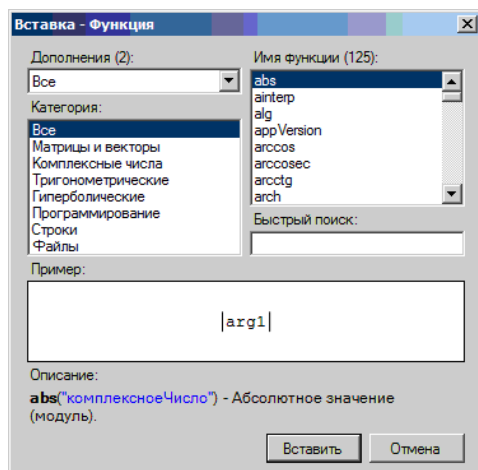 Вставка - Функция
Дополнения (2):
Все
Категория:
Все
Матрицы и векторы
Комплексные числа
Тригонометрические
Гиперболические
Программирование
Строки
Файлы
Имя функции (125):
abs
ainterp
alg
appVersion
arccos
arccosec
arcctg
arch
Быстрый поиск:
Пример:
|arg1|
Описание:
abs("комплексноеЧисло") - Абсолютное значение
(модуль).
Вставить
Отмена